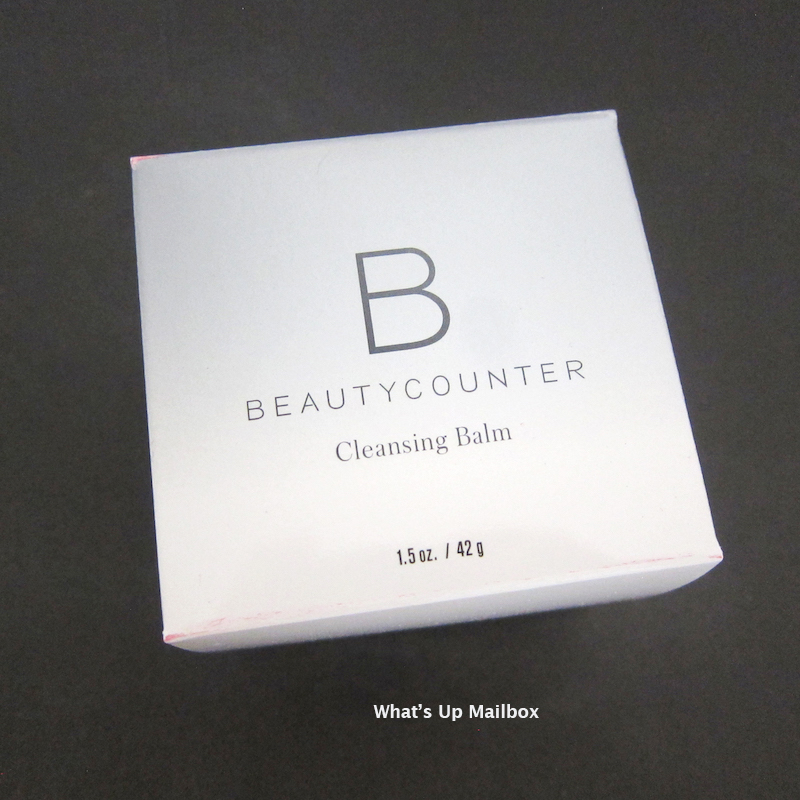 B
BEAUTYCOUNTER
Cleansing Balm
1.5 oz. / 42 g
What's Up Mailbox